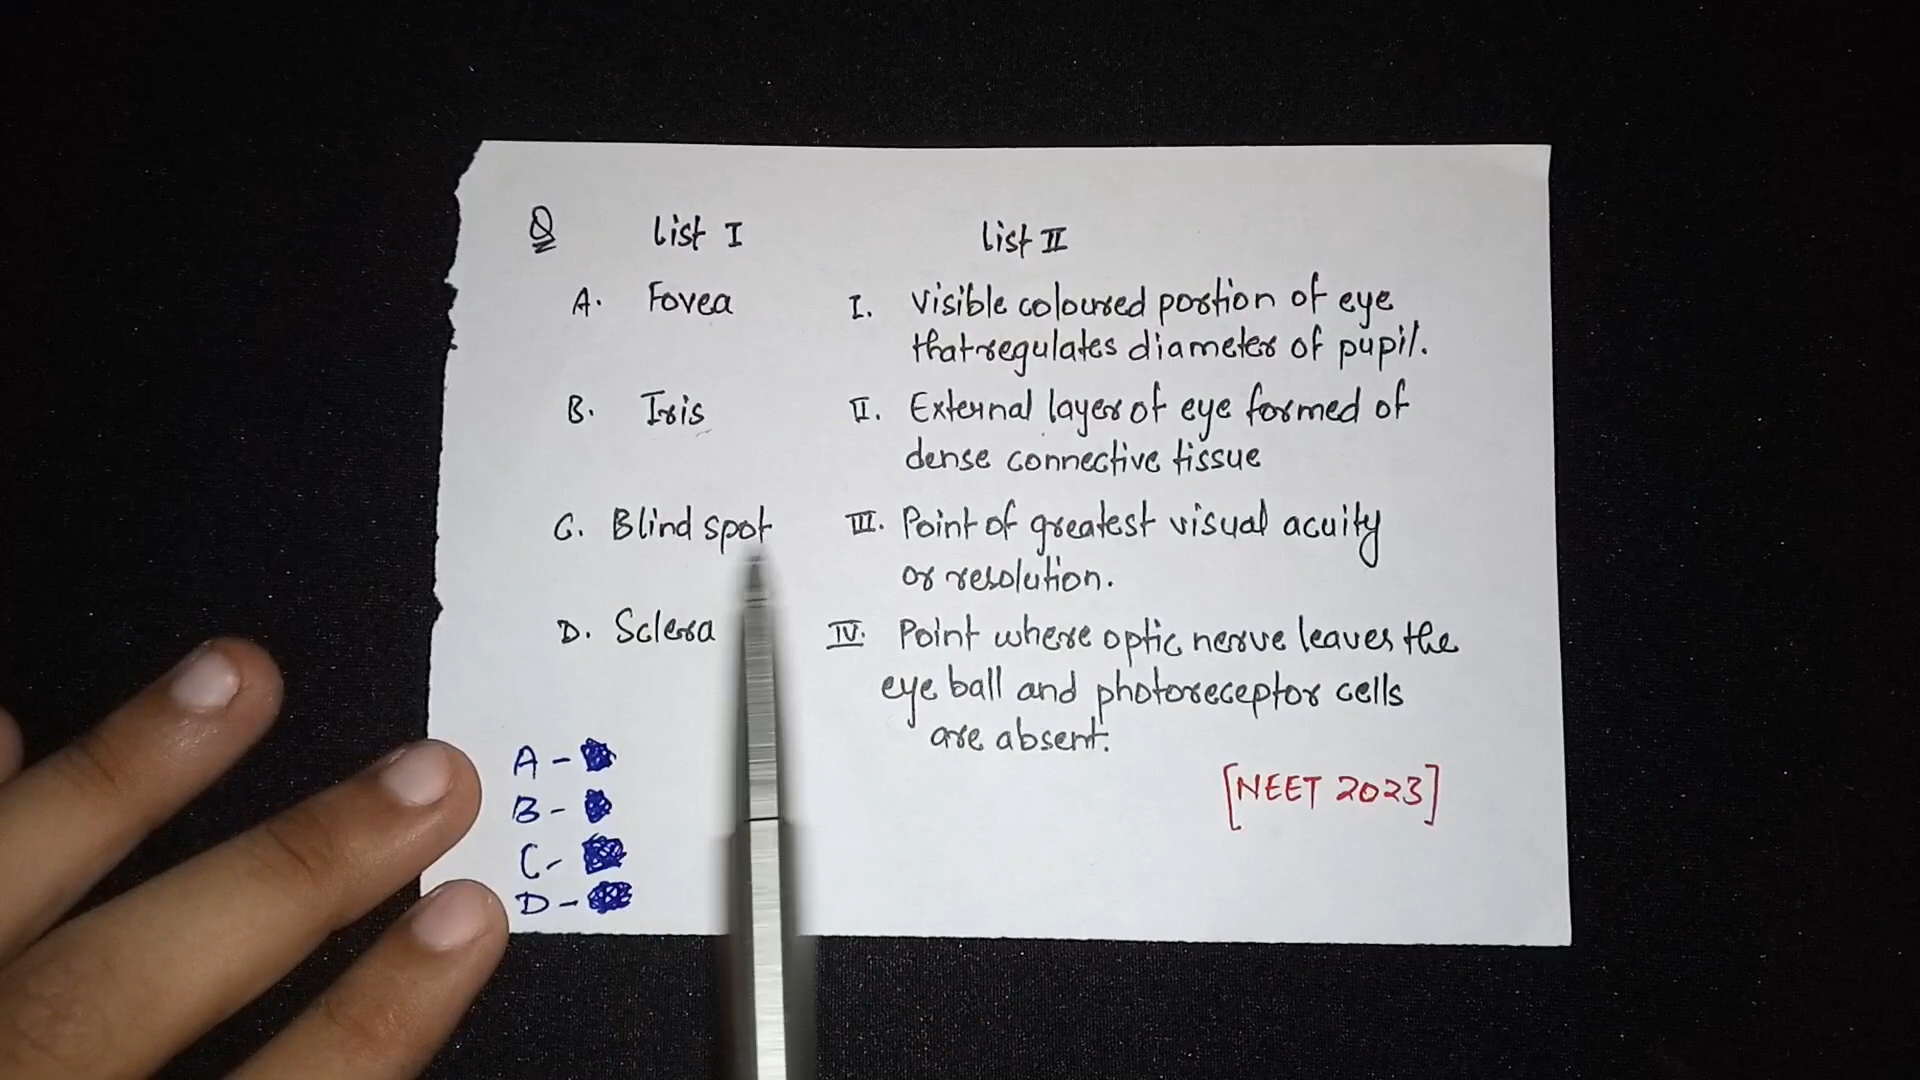 Q List I List II
A. Fovea I. Visible coloured portion of eye
that regulates diameter of pupil.
B. Iris II. External layer of eye formed of
dense connective tissue
C. Blind spot III. Point of greatest visual acuity
or resolution.
D. Sclera IV. Point where optic nerve leaves the
eye ball and photoreceptor cells
are absent.
[NEET 2023]
A -
B -
C -
D -